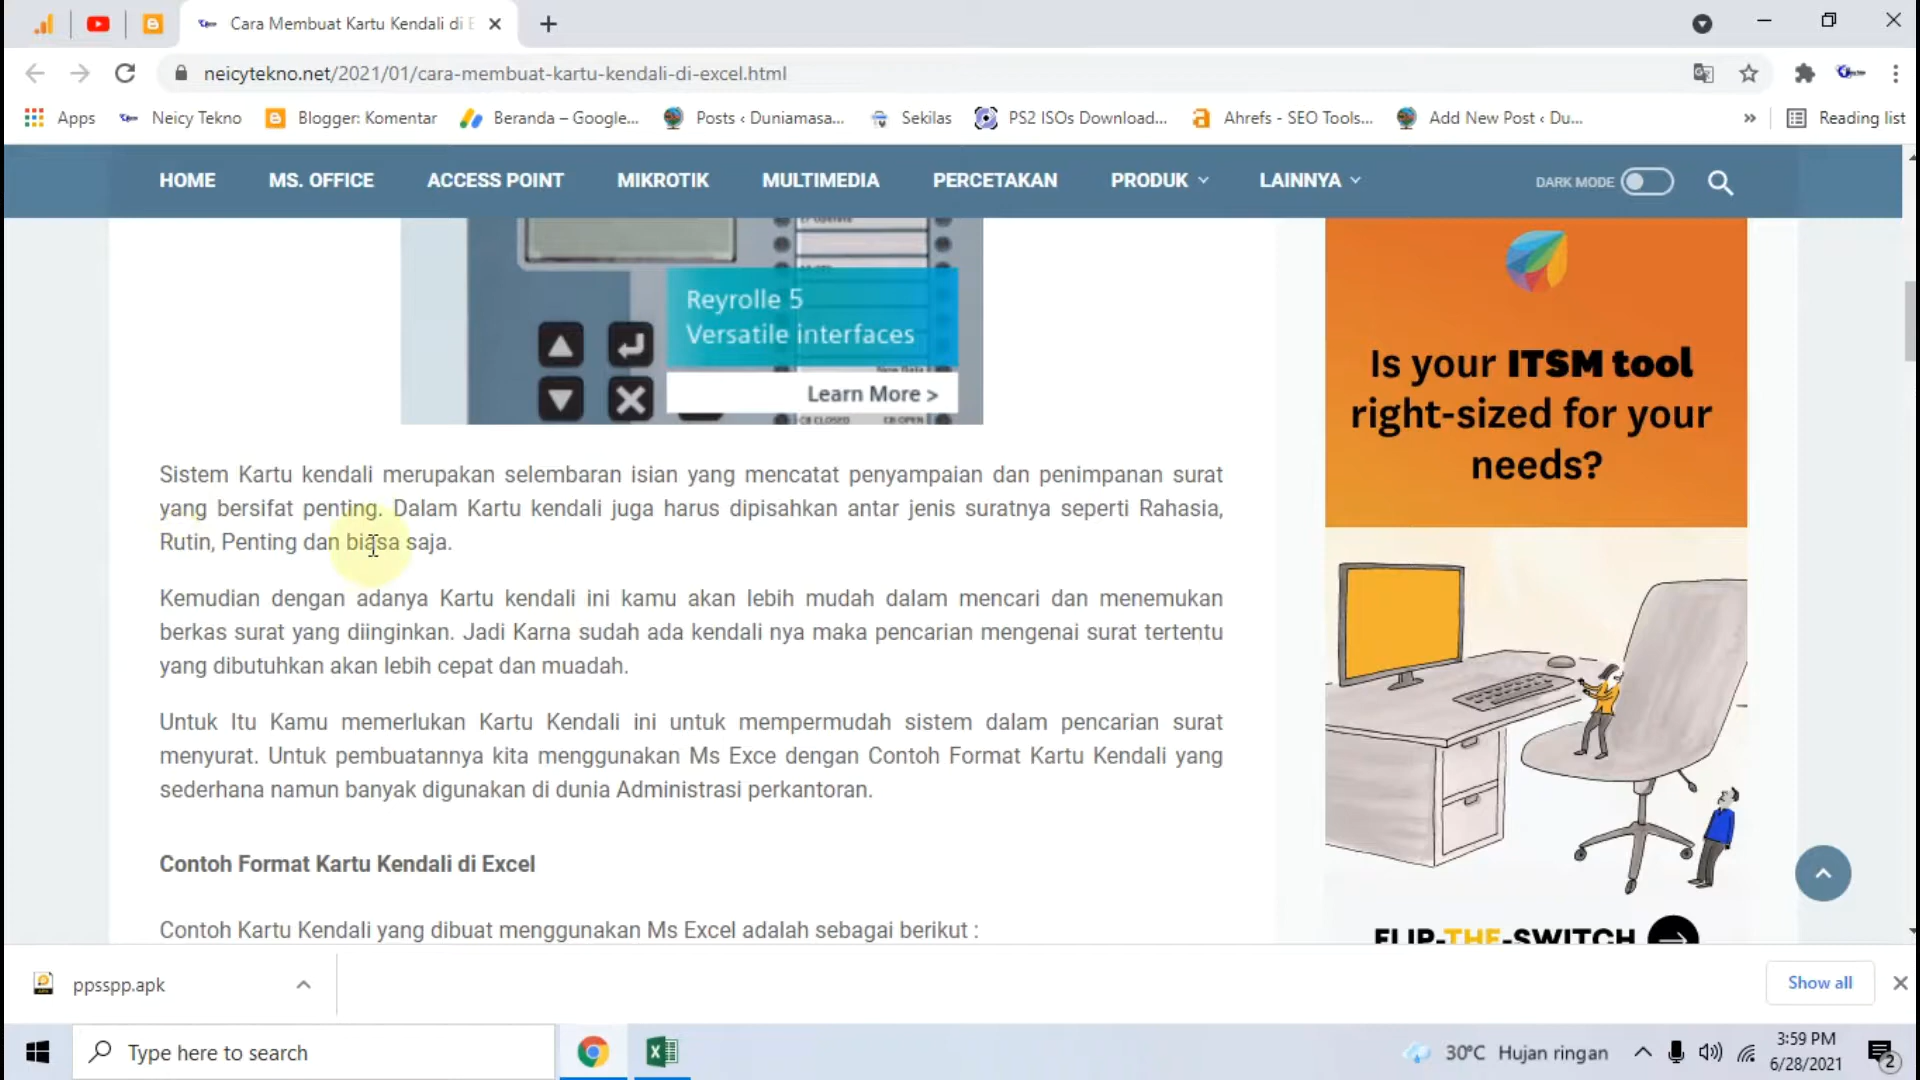 Cara Membuat Kartu Kendali di E
neicytekno.net/2021/01/cara-membuat-kartu-kendali-di-excel.html
Apps
Neicy Tekno
Blogger: Komentar
Beranda – Google...
Posts ‹ Duniamasa...
Sekilas
PS2 ISOs Download...
Ahrefs - SEO Tools...
Add New Post ‹ Du...
»
Reading list
HOME
MS. OFFICE
ACCESS POINT
MIKROTIK
MULTIMEDIA
PERCETAKAN
PRODUK
LAINNYA
DARK MODE
Reyrolle 5
Versatile interfaces
Learn More >
CB CLOSED
CB OPEN
Is your ITSM tool
right-sized for your
needs?
Sistem Kartu kendali merupakan selembaran isian yang mencatat penyampaian dan penimpanan surat
yang bersifat penting. Dalam Kartu kendali juga harus dipisahkan antar jenis suratnya seperti Rahasia,
Rutin, Penting dan biasa saja.
Kemudian dengan adanya Kartu kendali ini kamu akan lebih mudah dalam mencari dan menemukan
berkas surat yang diinginkan. Jadi Karna sudah ada kendali nya maka pencarian mengenai surat tertentu
yang dibutuhkan akan lebih cepat dan muadah.
Untuk Itu Kamu memerlukan Kartu Kendali ini untuk mempermudah sistem dalam pencarian surat
menyurat. Untuk pembuatannya kita menggunakan Ms Exce dengan Contoh Format Kartu Kendali yang
sederhana namun banyak digunakan di dunia Administrasi perkantoran.
Contoh Format Kartu Kendali di Excel
Contoh Kartu Kendali yang dibuat menggunakan Ms Excel adalah sebagai berikut :
FLIP-THE-SWITCH
ppsspp.apk
Show all
Type here to search
30°C Hujan ringan
3:59 PM
6/28/2021
2